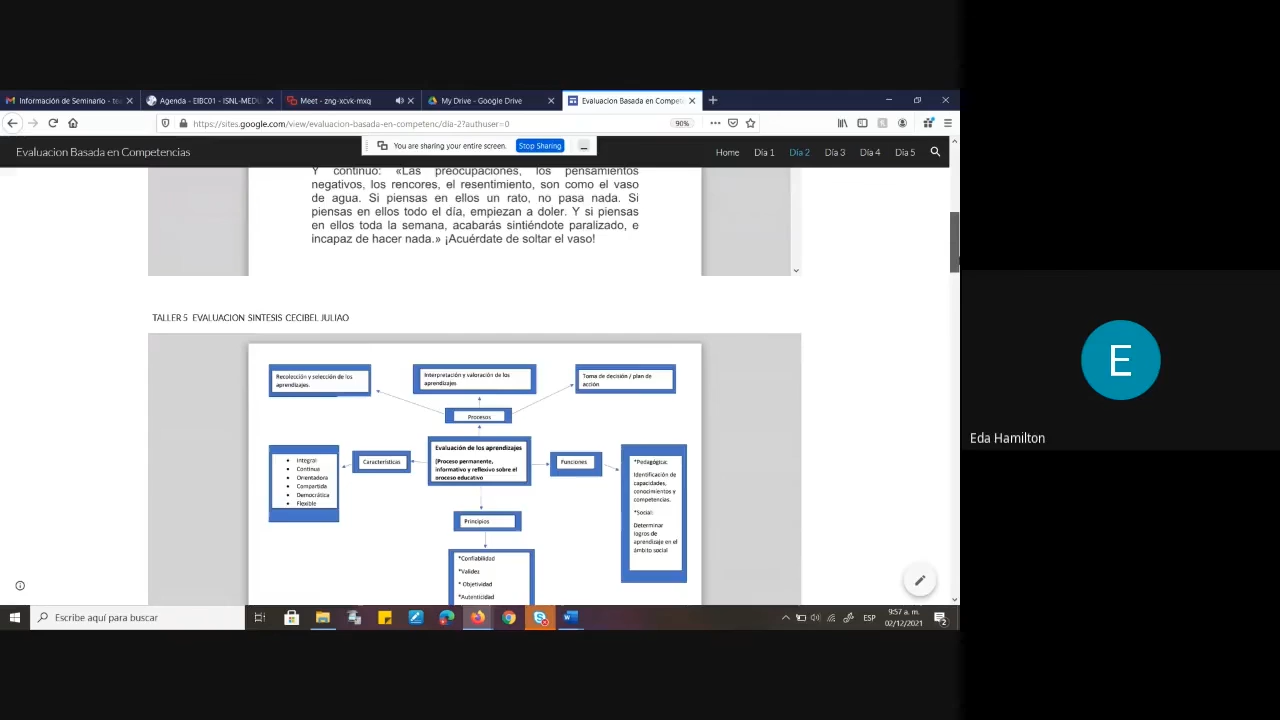 Información de Seminario - te
Agenda - EIBC01 - ISNL-MEDU
Meet - zng-xcvk-mxq
My Drive - Google Drive
Evaluacion Basada en Compete
https://sites.google.com/view/evaluacion-basada-en-competenc/día-2?authuser=0
90%
Evaluacion Basada en Competencias
You are sharing your entire screen.
Stop Sharing
Home
Día 1
Día 2
Día 3
Día 4
Día 5
Y continuó: «Las preocupaciones, los pensamientos
negativos, los rencores, el resentimiento, son como el vaso
de agua. Si piensas en ellos un rato, no pasa nada. Si
piensas en ellos todo el día, empiezan a doler. Y si piensas
en ellos toda la semana, acabarás sintiéndote paralizado, e
incapaz de hacer nada.» ¡Acuérdate de soltar el vaso!
TALLER 5 EVALUACION SINTESIS CECIBEL JULIAO
Recolección y selección de los
aprendizajes.
Interpretación y valoración de los
aprendizajes
Toma de decisión / plan de
acción
Procesos
Integral
Continua
Orientadora
Compartida
Democrática
Flexible
Características
Evaluación de los aprendizajes
(Proceso permanente,
informativo y reflexivo sobre el
proceso educativo
Funciones
*Pedagógica:
Identificación de
capacidades,
conocimientos y
competencias.
*Social:
Determinar
logros de
aprendizaje en el
ámbito social
Principios
*Confiabilidad
*Validez
* Objetividad
*Autenticidad
E
Eda Hamilton
Escribe aquí para buscar
ESP
9:57 a. m.
02/12/2021
2